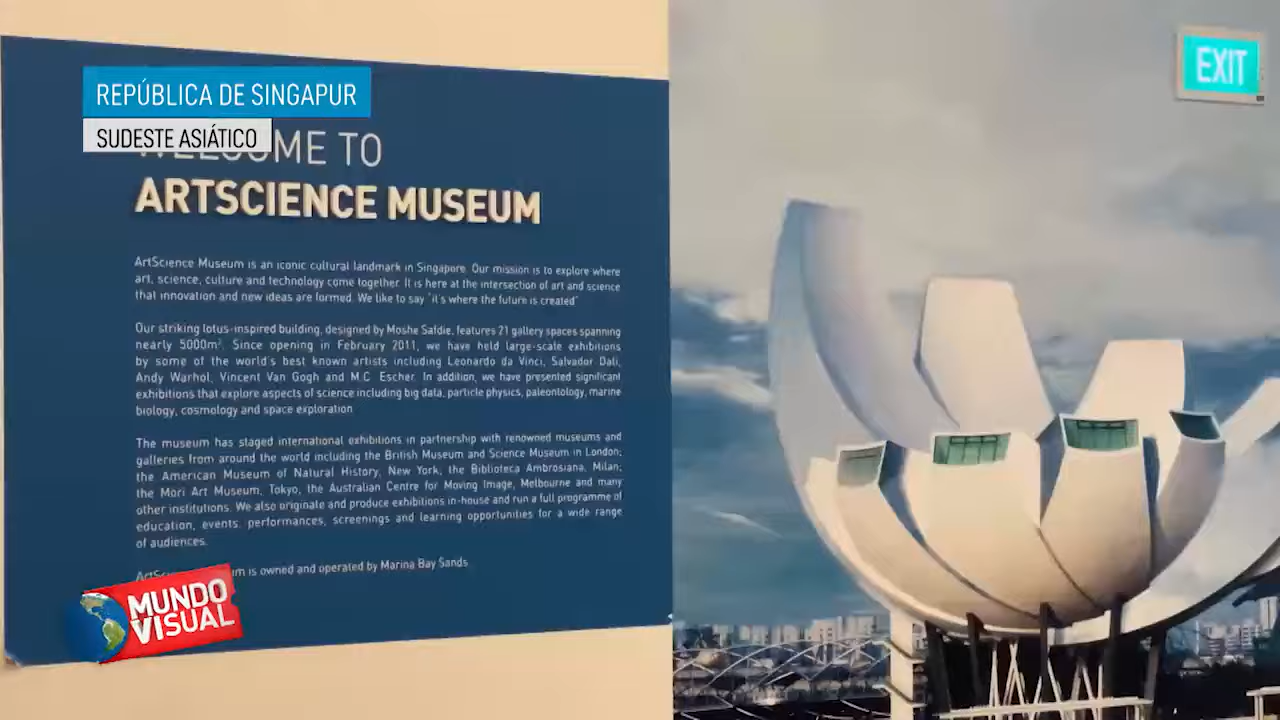 REPÚBLICA DE SINGAPUR
SUDESTE ASIÁTICO
WELCOME TO
ARTSCIENCE MUSEUM
ArtScience Museum is an iconic cultural landmark in Singapore. Our mission is to explore where
art, science, culture and technology come together. It is here at the intersection of art and science
that innovation and new ideas are formed. We like to say "it's where the future is created"
Our striking lotus-inspired building, designed by Moshe Safdie, features 21 gallery spaces spanning
nearly 5000m². Since opening in February 2011, we have held large-scale exhibitions
by some of the world's best known artists including Leonardo da Vinci, Salvador Dali,
Andy Warhol, Vincent Van Gogh and M.C. Escher. In addition, we have presented significant
exhibitions that explore aspects of science including big data, particle physics, paleontology, marine
biology, cosmology and space exploration
The museum has staged international exhibitions in partnership with renowned museums and
galleries from around the world including the British Museum and Science Museum in London;
the American Museum of Natural History, New York, the Biblioteca Ambrosiana, Milan;
the Mori Art Museum, Tokyo, the Australian Centre for Moving Image, Melbourne and many
other institutions. We also originate and produce exhibitions in-house and run a full programme of
education, events, performances, screenings and learning opportunities for a wide range
of audiences.
is owned and operated by Marina Bay Sands
MUNDO
VISUAL
EXIT